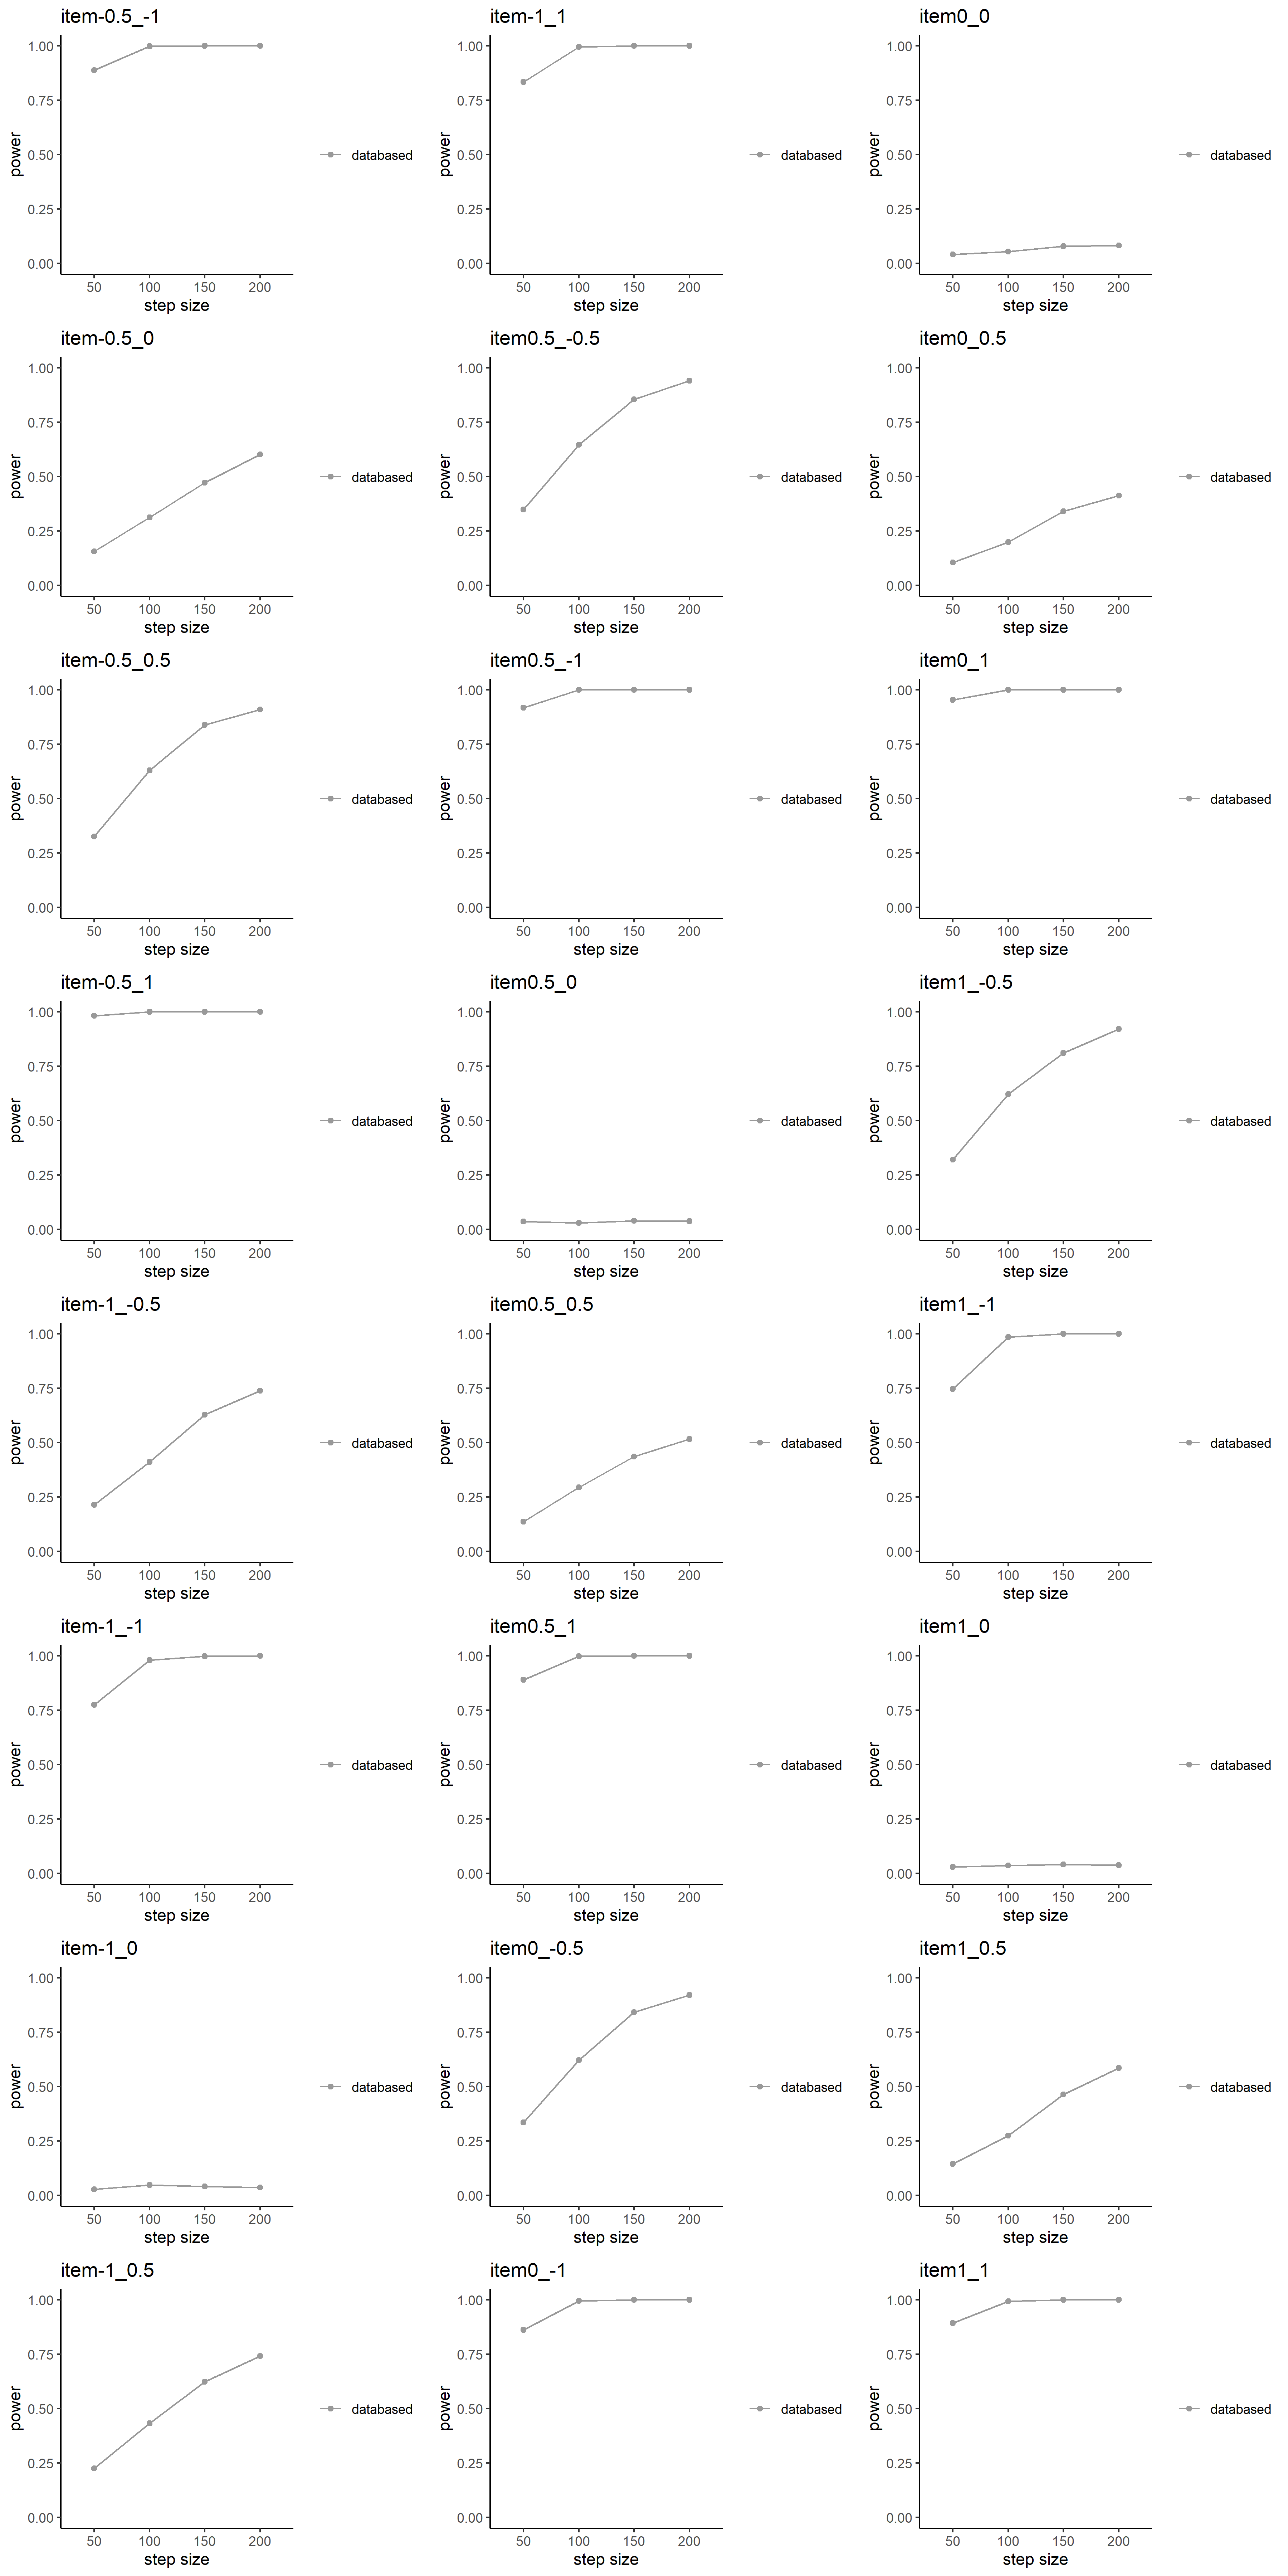 item-0.5_-1 item-1_1 item0_0
1.00 1.00 1.00
0.75 0.75 0.75
power 0.50 databased power 0.50 databased power 0.50 databased
0.25 0.25 0.25
0.00 0.00 0.00
50 100 150 200 50 100 150 200 50 100 150 200
step size step size step size
item-0.5_0 item0.5_-0.5 item0_0.5
1.00 1.00 1.00
0.75 0.75 0.75
power 0.50 databased power 0.50 databased power 0.50 databased
0.25 0.25 0.25
0.00 0.00 0.00
50 100 150 200 50 100 150 200 50 100 150 200
step size step size step size
item-0.5_0.5 item0.5_-1 item0_1
1.00 1.00 1.00
0.75 0.75 0.75
power 0.50 databased power 0.50 databased power 0.50 databased
0.25 0.25 0.25
0.00 0.00 0.00
50 100 150 200 50 100 150 200 50 100 150 200
step size step size step size
item-0.5_1 item0.5_0 item1_-0.5
1.00 1.00 1.00
0.75 0.75 0.75
power 0.50 databased power 0.50 databased power 0.50 databased
0.25 0.25 0.25
0.00 0.00 0.00
50 100 150 200 50 100 150 200 50 100 150 200
step size step size step size
item-1_-0.5 item0.5_0.5 item1_-1
1.00 1.00 1.00
0.75 0.75 0.75
power 0.50 databased power 0.50 databased power 0.50 databased
0.25 0.25 0.25
0.00 0.00 0.00
50 100 150 200 50 100 150 200 50 100 150 200
step size step size step size
item-1_-1 item0.5_1 item1_0
1.00 1.00 1.00
0.75 0.75 0.75
power 0.50 databased power 0.50 databased power 0.50 databased
0.25 0.25 0.25
0.00 0.00 0.00
50 100 150 200 50 100 150 200 50 100 150 200
step size step size step size
item-1_0 item0_-0.5 item1_0.5
1.00 1.00 1.00
0.75 0.75 0.75
power 0.50 databased power 0.50 databased power 0.50 databased
0.25 0.25 0.25
0.00 0.00 0.00
50 100 150 200 50 100 150 200 50 100 150 200
step size step size step size
item-1_0.5 item0_-1 item1_1
1.00 1.00 1.00
0.75 0.75 0.75
power 0.50 databased power 0.50 databased power 0.50 databased
0.25 0.25 0.25
0.00 0.00 0.00
50 100 150 200 50 100 150 200 50 100 150 200
step size step size step size